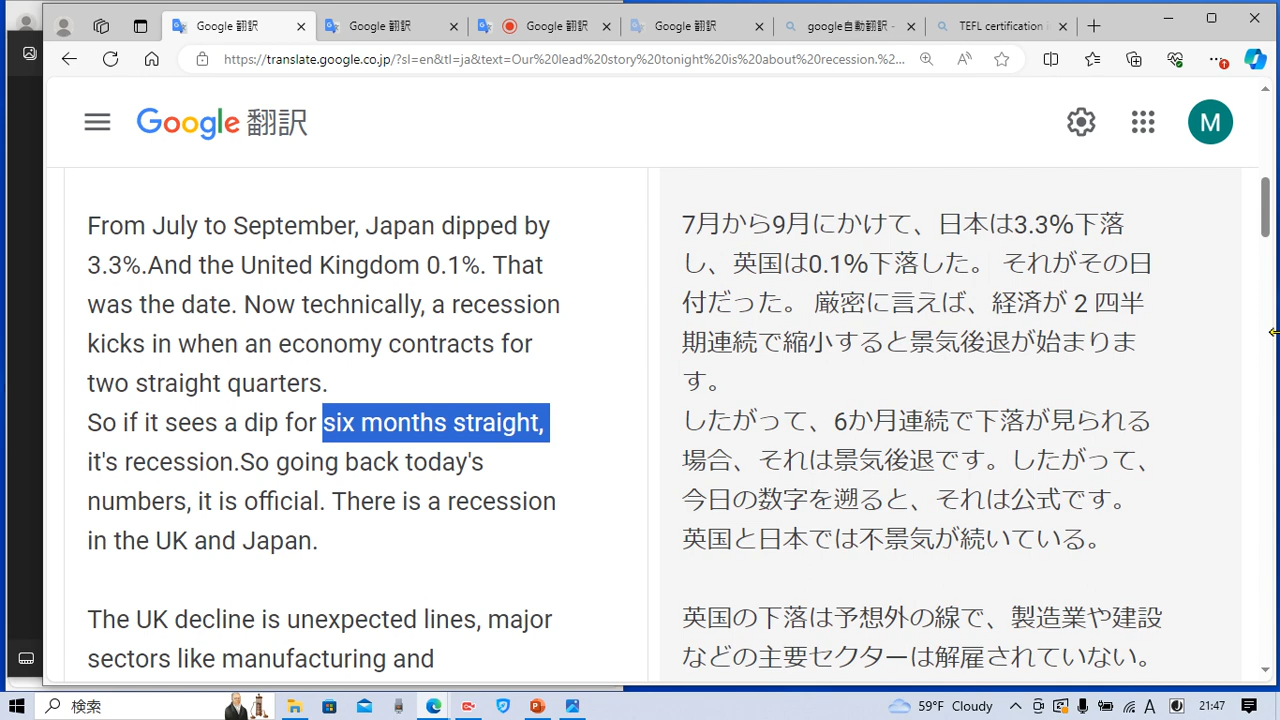 Google 翻訳
Google 翻訳
Google 翻訳
Google 翻訳
google自動翻訳 -
TEFL certification i
https://translate.google.co.jp/?sl=en&tl=ja&text=Our%20lead%20story%20tonight%20is%20about%20recession.%2...
1
Google 翻訳
M
From July to September, Japan dipped by
3.3%.And the United Kingdom 0.1%. That
was the date. Now technically, a recession
kicks in when an economy contracts for
two straight quarters.
So if it sees a dip for six months straight,
it's recession.So going back today's
numbers, it is official. There is a recession
in the UK and Japan.
The UK decline is unexpected lines, major
sectors like manufacturing and
7月から9月にかけて、日本は3.3%下落
し、英国は0.1%下落した。 それがその日
付だった。 厳密に言えば、経済が 2 四半
期連続で縮小すると景気後退が始まりま
す。
したがって、6か月連続で下落が見られる
場合、それは景気後退です。したがって、
今日の数字を遡ると、それは公式です。
英国と日本では不景気が続いている。
英国の下落は予想外の線で、製造業や建設
などの主要セクターは解雇されていない。
検索
59°F Cloudy
A
21:47